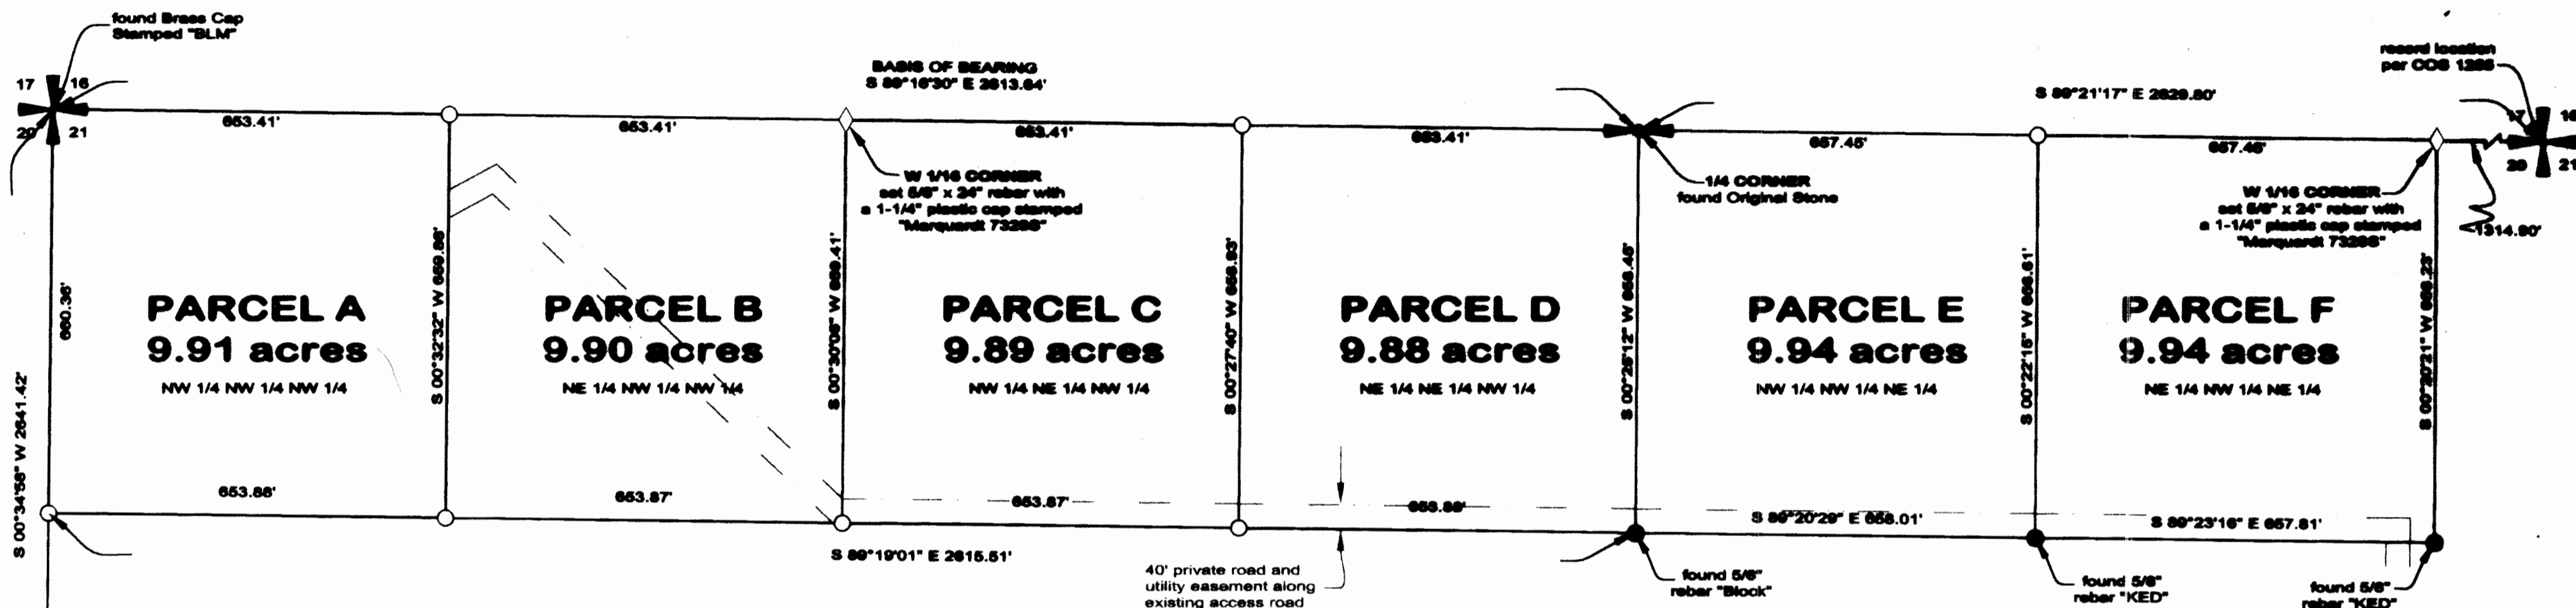 found Brass Cap
Stamped "BLM"
17 16
20 21
BASIS OF BEARING
S 89°16'30" E 2613.64'
S 89°21'17" E 2629.80'
record location
per COS
17 16
20 21
653.41'
653.41'
653.41'
653.41'
657.45'
657.45'
W 1/16 CORNER
set 5/8" x 24" rebar with
a 1-1/4" plastic cap stamped
"Marquardt 7328S"
1/4 CORNER
found Original Stone
W 1/16 CORNER
set 5/8" x 24" rebar with
a 1-1/4" plastic cap stamped
"Marquardt 7328S"
1314.90'
660.36'
S 00°34'58" W 2641.42'
S 00°32'32" W 659.88'
S 00°30'06" W 659.41'
S 00°27'40" W 658.93'
S 00°25'12" W 658.45'
S 00°22'15" W
S 00°20'21" W
PARCEL A
9.91 acres
NW 1/4 NW 1/4 NW 1/4
PARCEL B
9.90 acres
NE 1/4 NW 1/4 NW 1/4
PARCEL C
9.89 acres
NW 1/4 NE 1/4 NW 1/4
PARCEL D
9.88 acres
NE 1/4 NE 1/4 NW 1/4
PARCEL E
9.94 acres
NW 1/4 NW 1/4 NE 1/4
PARCEL F
9.94 acres
NE 1/4 NW 1/4 NE 1/4
653.88'
653.87'
653.87'
653.89'
S 89°20'29" E 658.01'
S 89°23'16" E 657.81'
S 89°19'01" E 2615.51'
40' private road and
utility easement along
existing access road
found 5/8"
rebar "Block"
found 5/8"
rebar "KED"
found 5/8"
rebar "KED"